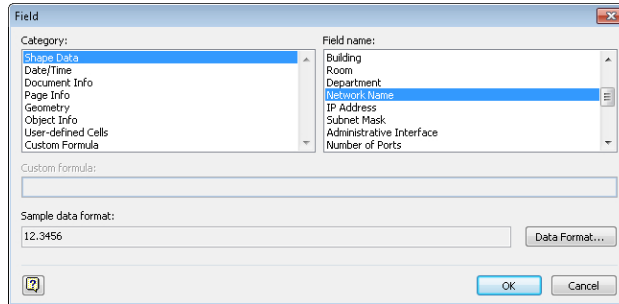 Field
Category:
Shape Data
Date/Time
Document Info
Page Info
Geometry
Object Info
User-defined Cells
Custom Formula
Field name:
Building
Room
Department
Network Name
IP Address
Subnet Mask
Administrative Interface
Number of Ports
Custom formula:
Sample data format:
12.3456
Data Format...
OK
Cancel